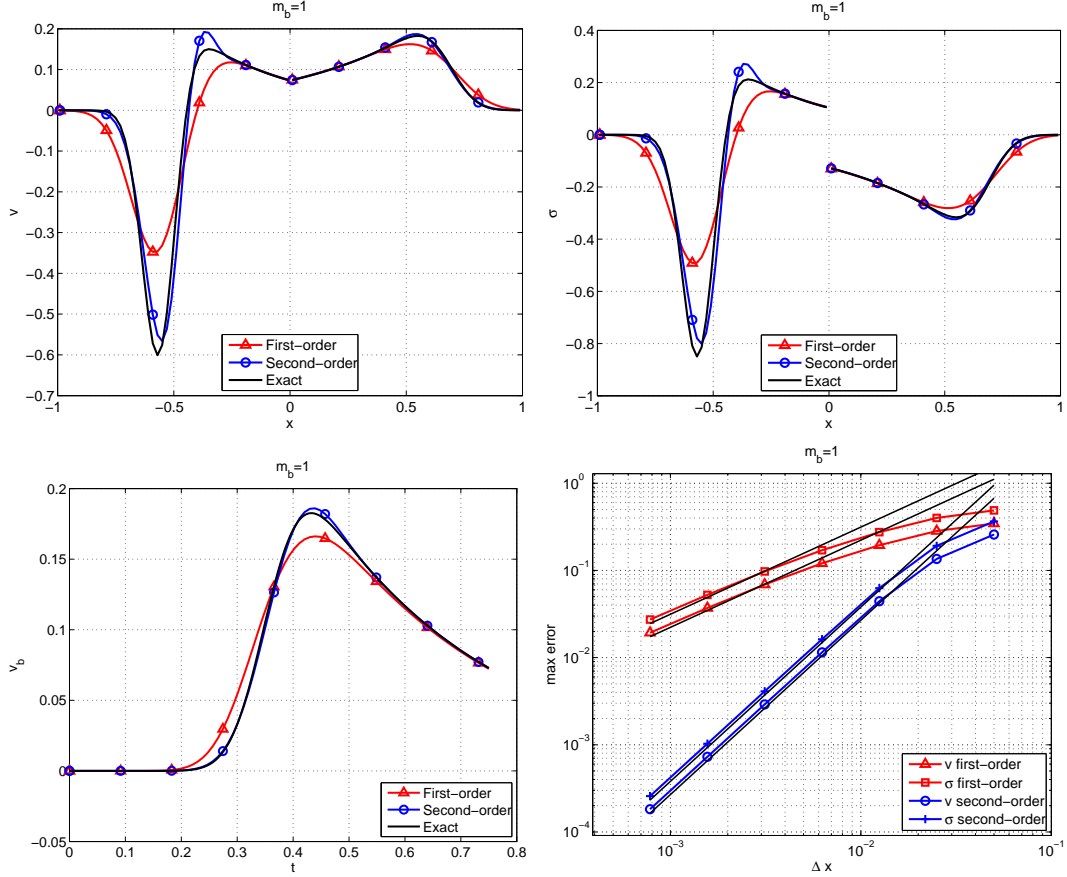 m_b=1
0.2
0.1
0
−0.1
−0.2
−0.3
−0.4
−0.5
−0.6
−0.7
v
−1
−0.5
0
0.5
1
x
First−order
Second−order
Exact
m_b=1
0.4
0.2
0
−0.2
−0.4
−0.6
−0.8
−1
σ
−1
−0.5
0
0.5
1
x
First−order
Second−order
Exact
m_b=1
0.2
0.15
0.1
0.05
0
−0.05
v_b
0
0.1
0.2
0.3
0.4
0.5
0.6
0.7
0.8
t
First−order
Second−order
Exact
m_b=1
10^0
10^−1
10^−2
10^−3
10^−4
max error
10^−3
10^−2
10^−1
Δ x
v first−order
σ first−order
v second−order
σ second−order